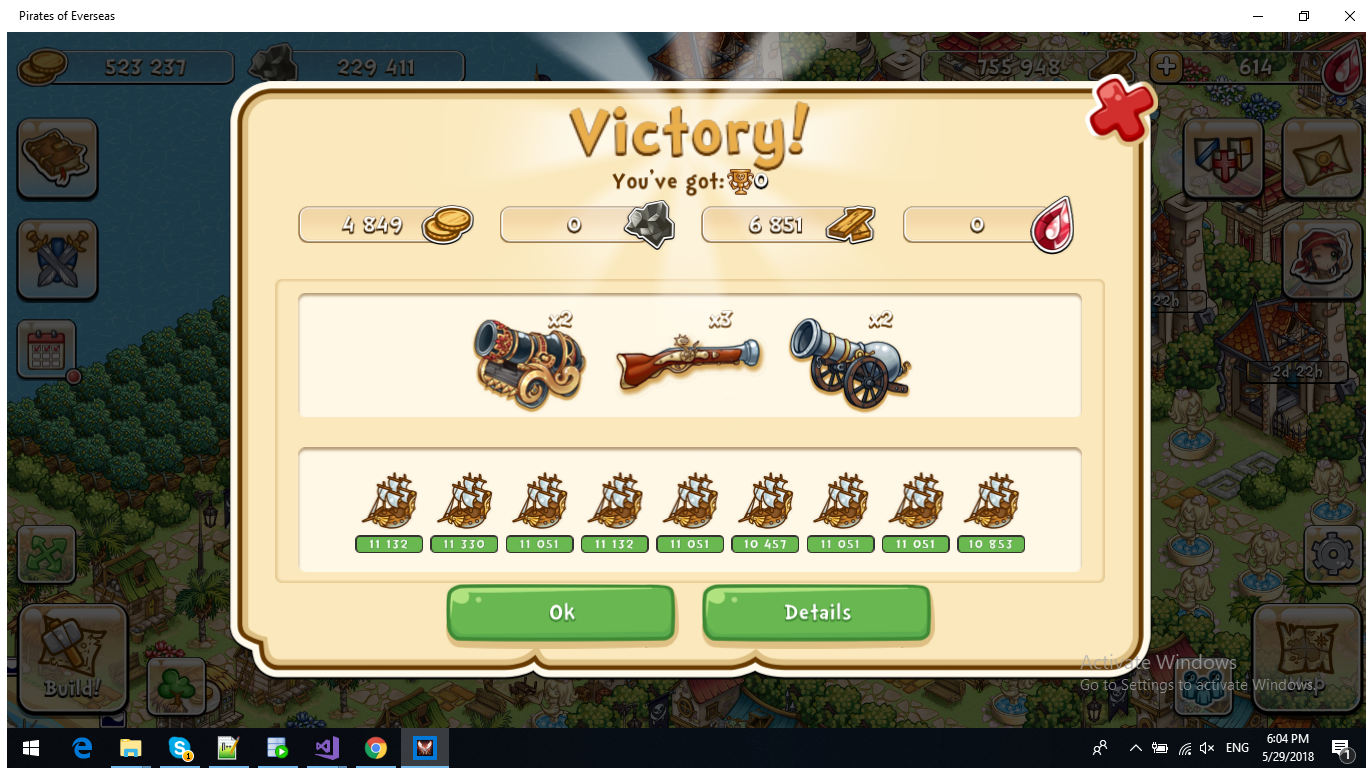 Pirates of Everseas
523 237
229 411
755 948
614
Victory!
You've got: 0
4 849
0
6 851
0
x2
x3
x2
22h
2d 22h
11 132
11 330
11 051
11 132
11 051
10 457
11 051
11 051
10 853
Ok
Details
Build!
Activate Windows
Go to Settings to activate Windows.
1
ENG
6:04 PM
5/29/2018
1